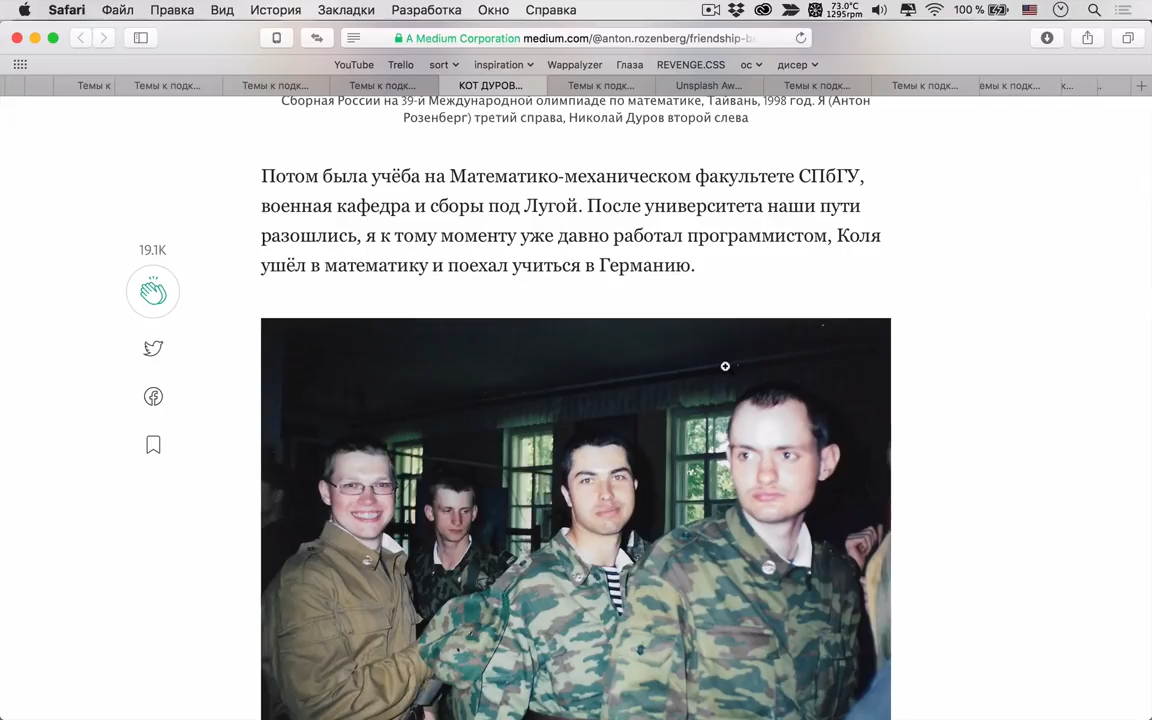 Safari Файл Правка Вид История Закладки Разработка Окно Справка 73.0°C 1295rpm 100 %
A Medium Corporation medium.com/@anton.rozenberg/friendship-b
YouTube Trello sort inspiration Wappalyzer Глаза REVENGE.CSS ос дисер
Темы к Темы к подк... Темы к подк... Темы к подк... КОТ ДУРОВ... Темы к подк... Unsplash Aw... Темы к подк... Темы к подк... емы к подк... к...
Сборная России на 39-й Международной олимпиаде по математике, Тайвань, 1998 год. Я (Антон
Розенберг) третий справа, Николай Дуров второй слева
Потом была учёба на Математико-механическом факультете СПбГУ,
военная кафедра и сборы под Лугой. После университета наши пути
разошлись, я к тому моменту уже давно работал программистом, Коля
ушёл в математику и поехал учиться в Германию.
19.1K